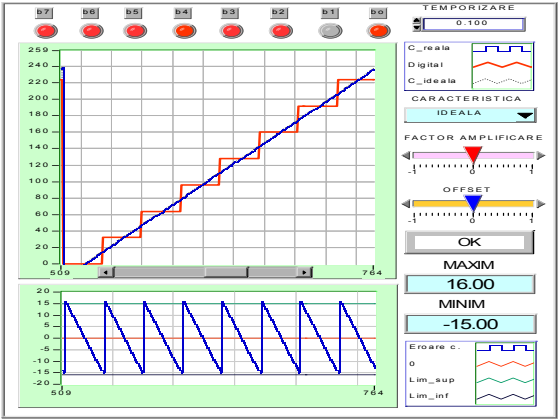 b7 b6 b5 b4 b3 b2 b1 bo
TEMPORIZARE
0.100
C_reala
Digital
C_ideala
CARACTERISTICA
IDEALA
FACTOR AMPLIFICARE
-1 0 1
OFFSET
-1 0 1
OK
MAXIM
16.00
MINIM
-15.00
Eroare c.
0
Lim_sup
Lim_inf
259
240
220
200
180
160
140
120
100
80
60
40
20
0
509 764
20
15
10
5
0
-5
-10
-15
-20
509 764